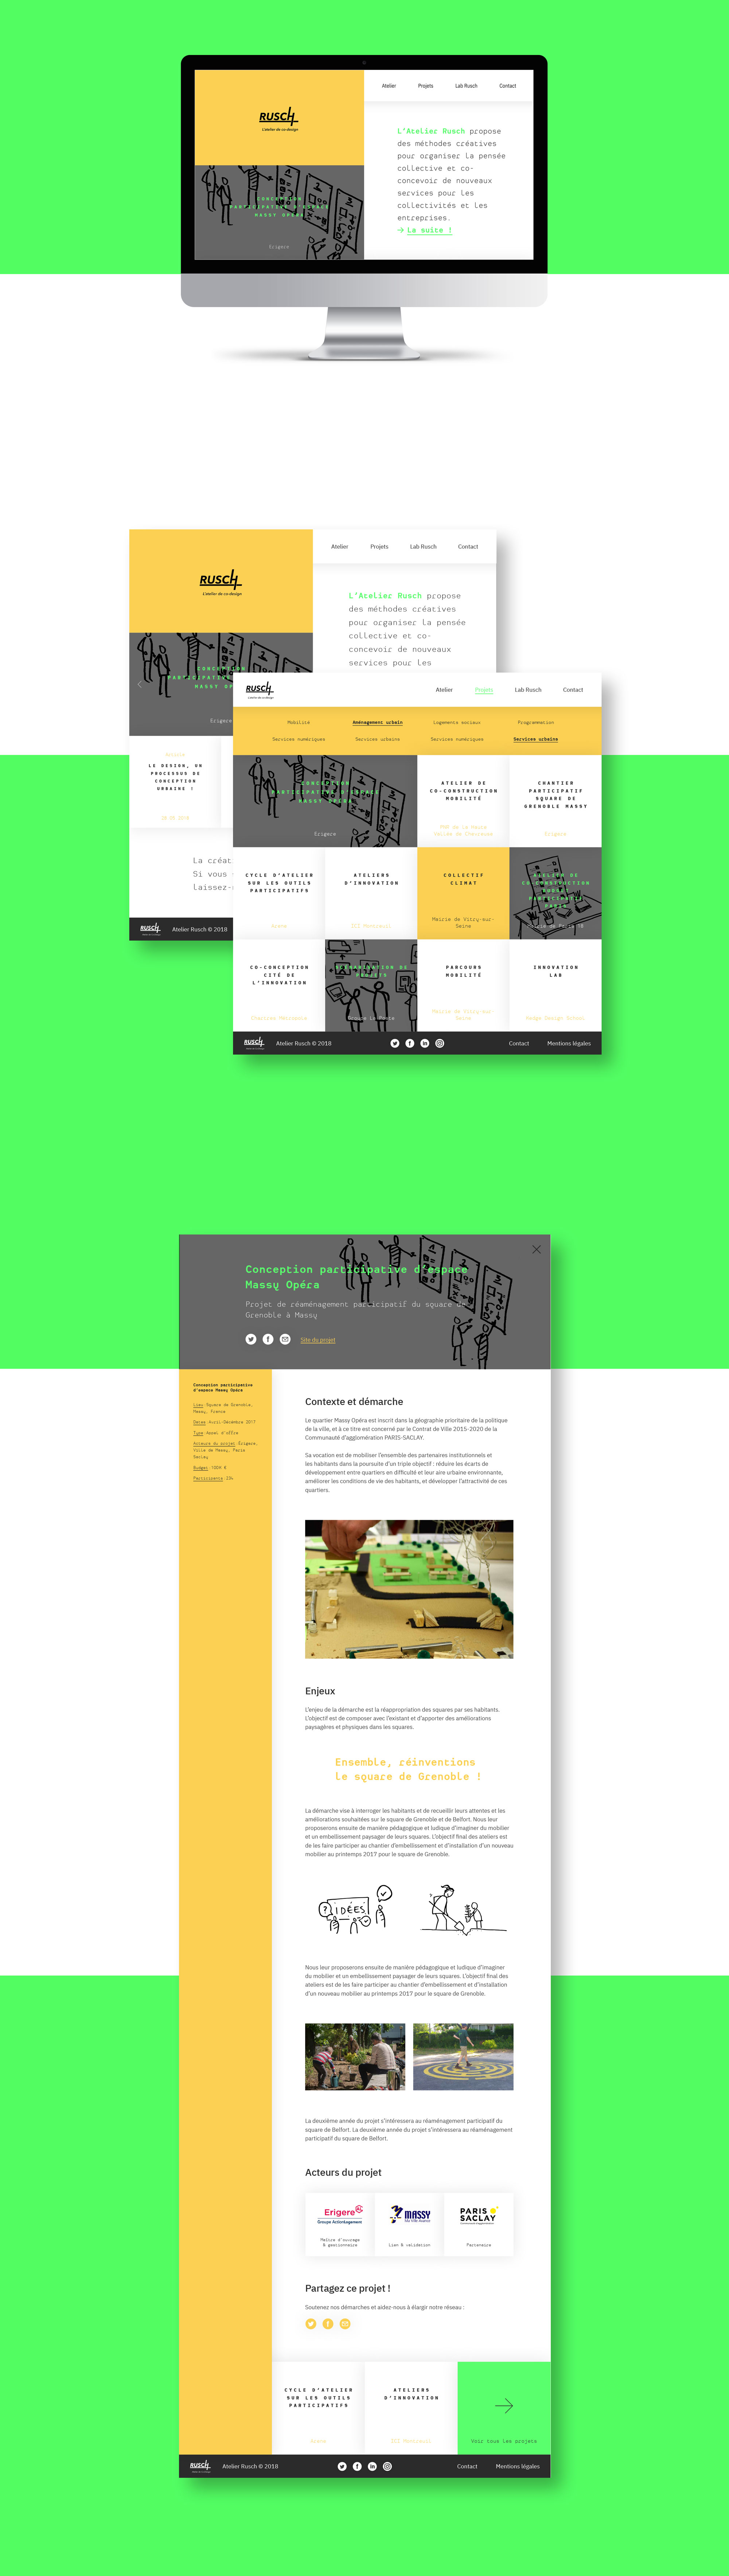 RUSCH
L'atelier de co-design
Atelier Projets Lab Rusch Contact
L'Atelier Rusch propose
des méthodes créatives
pour organiser la pensée
collective et co-
concevoir de nouveaux
services pour les
collectivités et les
entreprises.
La suite !
CONCEPTION
PARTICIPATIVE D'ESPACE
MASSY OPÉRA
Erigere
RUSCH
L'atelier de co-design
Atelier Projets Lab Rusch Contact
L'Atelier Rusch propose
des méthodes créatives
pour organiser la pensée
collective et co-
concevoir de nouveaux
services pour les
CONCEPTION
PARTICIPATIVE
MASSY OP
Erigere
Article
LE DESIGN, UN
PROCESSUS DE
CONCEPTION
URBAINE !
La créat
Si vous
Laissez-
RUSCH
Atelier Rusch © 2018
RUSCH
L'atelier de co-design
Atelier Projets Lab Rusch Contact
Mobilité Aménagement urbain Logements sociaux Programmation
Services numériques Services urbains Services numériques Services urbains
CONCEPTION
PARTICIPATIVE D'ESPACE
MASSY OPÉRA
Erigere
ATELIER DE
CO-CONSTRUCTION
MOBILITÉ
CHANTIER
PARTICIPATIF
SQUARE DE
GRENOBLE MASSY
Erigere
CYCLE D'ATELIER
SUR LES OUTILS
PARTICIPATIFS
ATELIERS
D'INNOVATION
ICI Montreuil
COLLECTIF
CLIMAT
Mairie de Vitry-sur-
Seine
ATELIER DE
CO-CONSTRUCTION
BUDGET
PARTICIPATIF
PARIS
CO-CONCEPTION
CITÉ DE
L'INNOVATION
SCÉNARISATION DE
PROJETS
Groupe La Poste
PARCOURS
MOBILITÉ
Mairie de Vitry-sur-
Seine
INNOVATION
LAB
RUSCH
Atelier Rusch © 2018
Contact Mentions légales
Conception participative d'espace
Massy Opéra
Projet de réaménagement participatif du square de
Grenoble à Massy
Site du projet
Conception participative
d'espace Massy Opéra
Lieu Square de Grenoble,
Massy, France
Dates Avril-Décembre 2017
Type Appel d'offre
Acteurs du projet Érigere,
Ville de Massy, Paris
Saclay
Budget 100K €
Participants
Contexte et démarche
Le quartier Massy Opéra est inscrit dans la géographie prioritaire de la politique
de la ville, et à ce titre est concerné par le Contrat de Ville 2015-2020 de la
Communauté d'agglomération PARIS-SACLAY.
Sa vocation est de mobiliser l'ensemble des partenaires institutionnels et
les habitants dans la poursuite d'un triple objectif : réduire les écarts de
développement entre quartiers en difficulté et leur aire urbaine environnante,
améliorer les conditions de vie des habitants, et développer l'attractivité de ces
quartiers.
Enjeux
L'enjeu de la démarche est la réappropriation des squares par ses habitants.
L'objectif est de composer avec l'existant et d'apporter des améliorations
paysagères et physiques dans les squares.
Ensemble, réinventions
le square de Grenoble !
La démarche vise à interroger les habitants et de recueillir leurs attentes et les
améliorations souhaitées sur le square de Grenoble et de Belfort. Nous leur
proposerons ensuite de manière pédagogique et ludique d'imaginer du mobilier
et un embellissement paysager de leurs squares. L'objectif final des ateliers est
de les faire participer au chantier d'embellissement et d'installation d'un nouveau
mobilier au printemps 2017 pour le square de Grenoble.
? IDÉES
Nous leur proposerons ensuite de manière pédagogique et ludique d'imaginer
du mobilier et un embellissement paysager de leurs squares. L'objectif final des
ateliers est de les faire participer au chantier d'embellissement et d'installation
d'un nouveau mobilier au printemps 2017 pour le square de Grenoble.
La deuxième année du projet s'intéressera au réaménagement participatif du
square de Belfort. La deuxième année du projet s'intéressera au réaménagement
participatif du square de Belfort.
Acteurs du projet
Erigere
Groupe ActionLogement
Maître d'ouvrage
& gestionnaire
MASSY
Lien & validation
PARIS
SACLAY
Partenaire
Partagez ce projet !
Soutenez nos démarches et aidez-nous à élargir notre réseau :
CYCLE D'ATELIER
SUR LES OUTILS
PARTICIPATIFS
ATELIERS
D'INNOVATION
ICI Montreuil
Voir tous les projets
RUSCH
Atelier Rusch © 2018
Contact Mentions légales